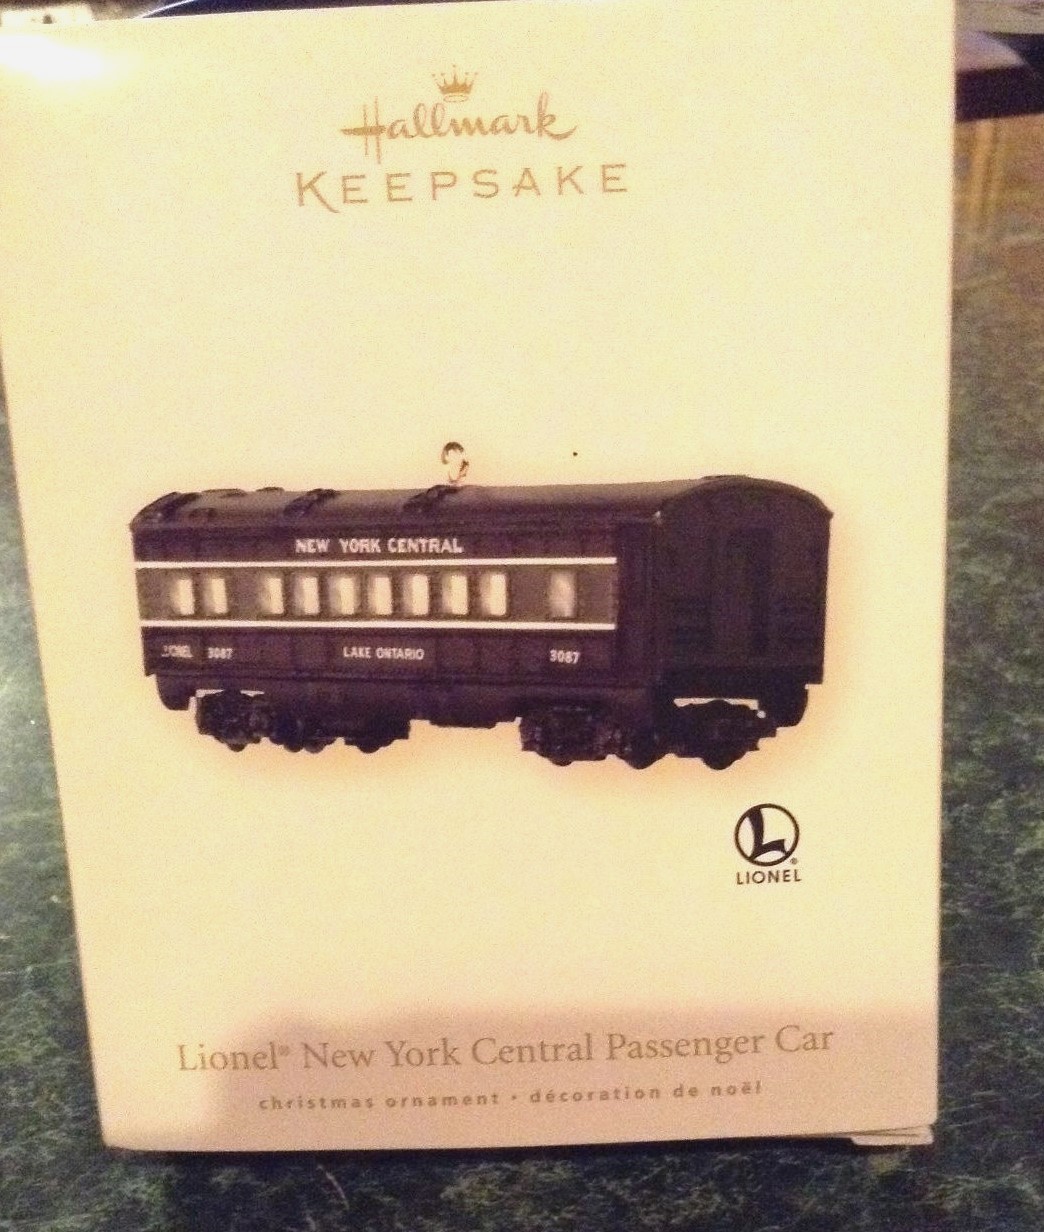 Hallmark
KEEPSAKE
NEW YORK CENTRAL
LIONEL 3087 LAKE ONTARIO 3087
L
LIONEL
Lionel® New York Central Passenger Car
christmas ornament • décoration de noël